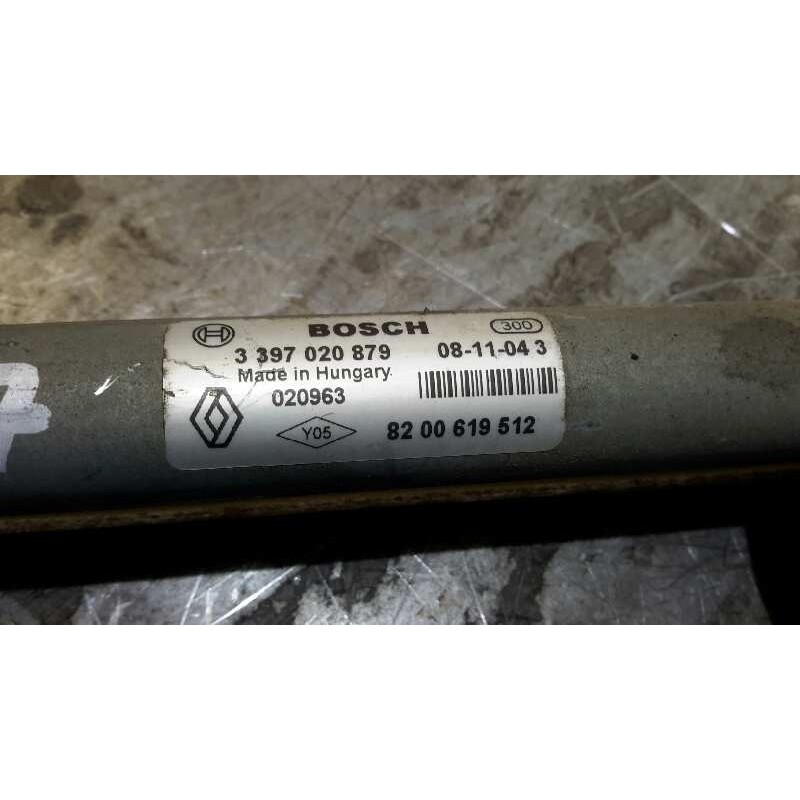 BOSCH 300
3 397 020 879 08-11-04 3
Made in Hungary
020963
Y05 82 00 619 512
7